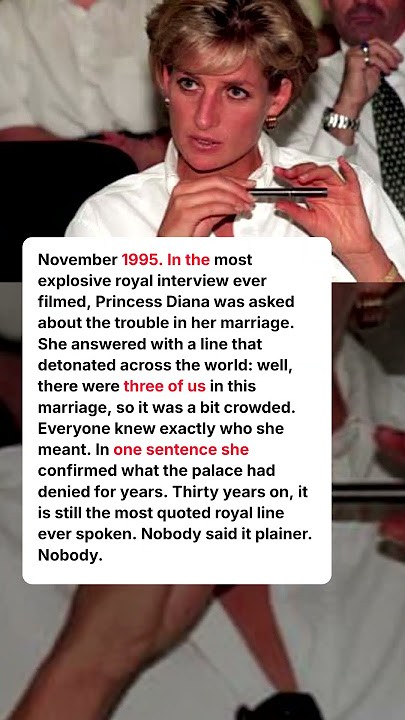 November 1995. In the most
explosive royal interview ever
filmed, Princess Diana was asked
about the trouble in her marriage.
She answered with a line that
detonated across the world: well,
there were three of us in this
marriage, so it was a bit crowded.
Everyone knew exactly who she
meant. In one sentence she
confirmed what the palace had
denied for years. Thirty years on, it
is still the most quoted royal line
ever spoken. Nobody said it plainer.
Nobody.